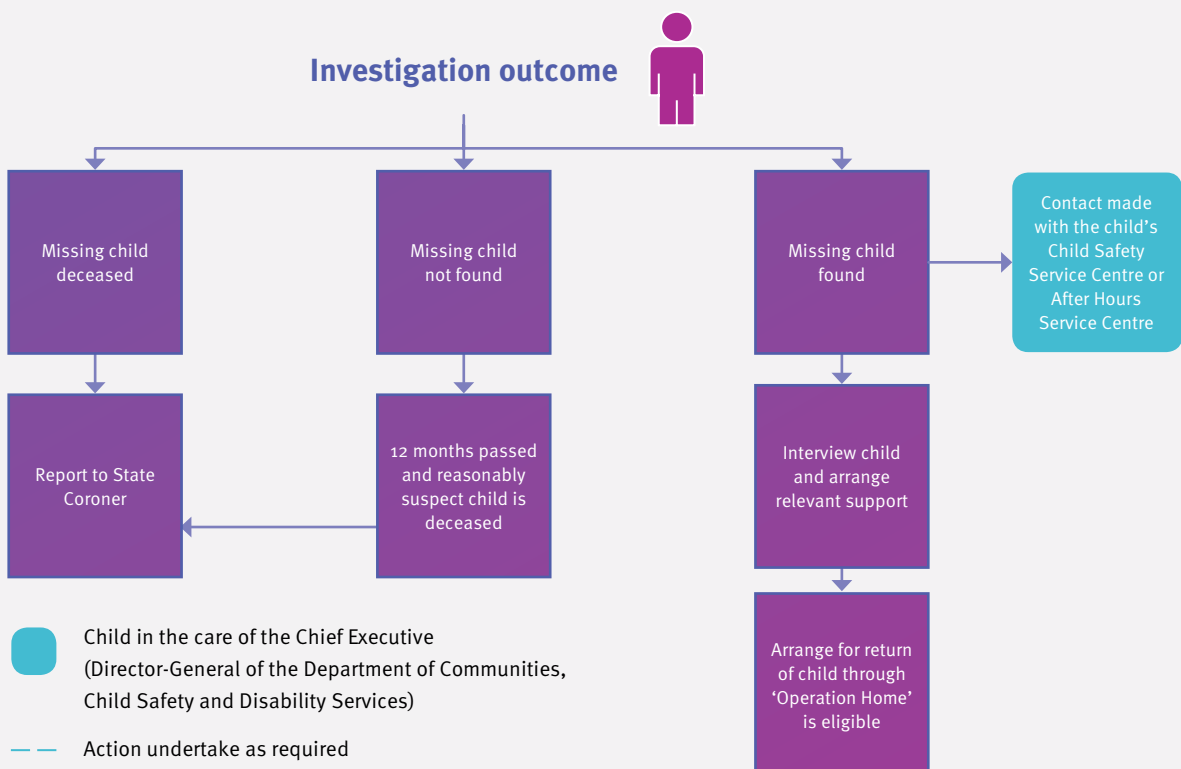 Investigation outcome
Missing child
deceased
Missing child
not found
Missing child
found
Contact made
with the child’s
Child Safety
Service Centre or
After Hours
Service Centre
Report to State
Coroner
12 months passed
and reasonably
suspect child is
deceased
Interview child
and arrange
relevant support
Arrange for return
of child through
‘Operation Home’
is eligible
Child in the care of the Chief Executive
(Director-General of the Department of Communities,
Child Safety and Disability Services)
Action undertake as required